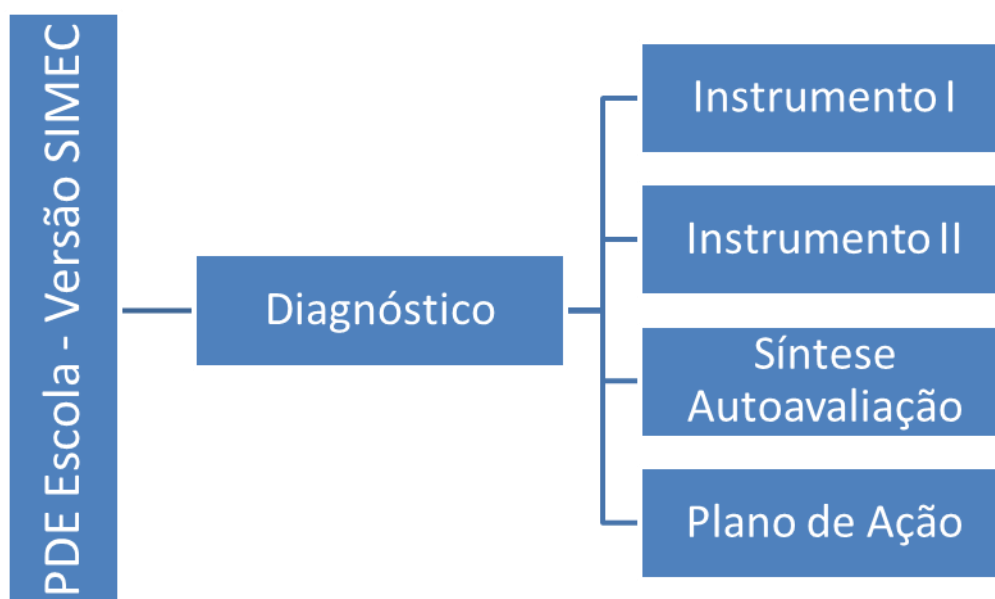 PDE Escola - Versão SIMEC
Diagnóstico
Instrumento I
Instrumento II
Síntese
Autoavaliação
Plano de Ação